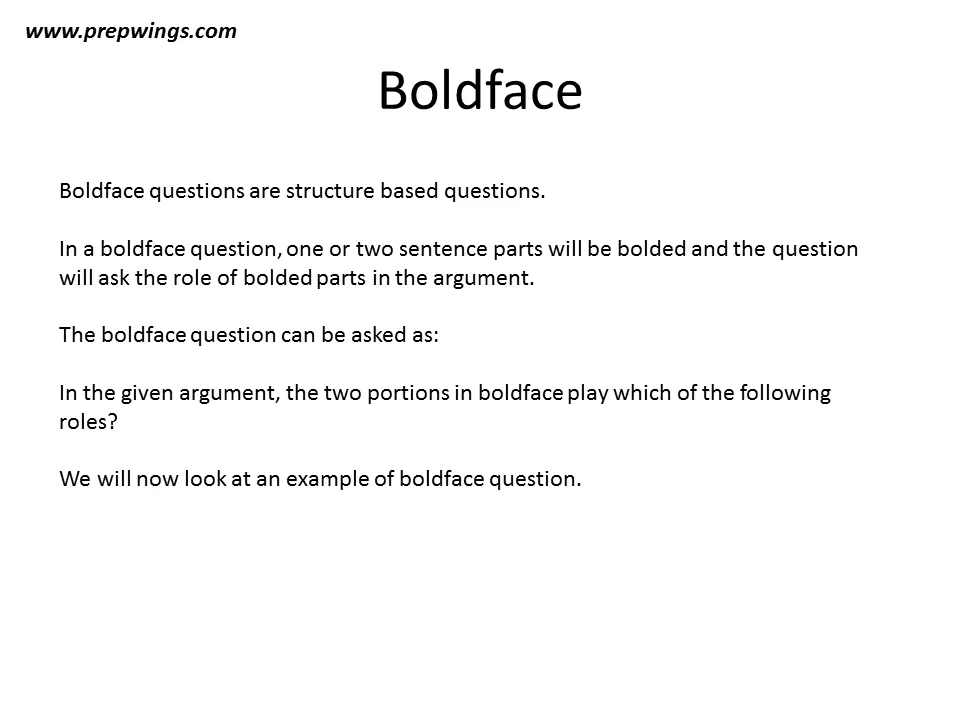 www.prepwings.com
Boldface
Boldface questions are structure based questions.
In a boldface question, one or two sentence parts will be bolded and the question
will ask the role of bolded parts in the argument.
The boldface question can be asked as:
In the given argument, the two portions in boldface play which of the following
roles?
We will now look at an example of boldface question.